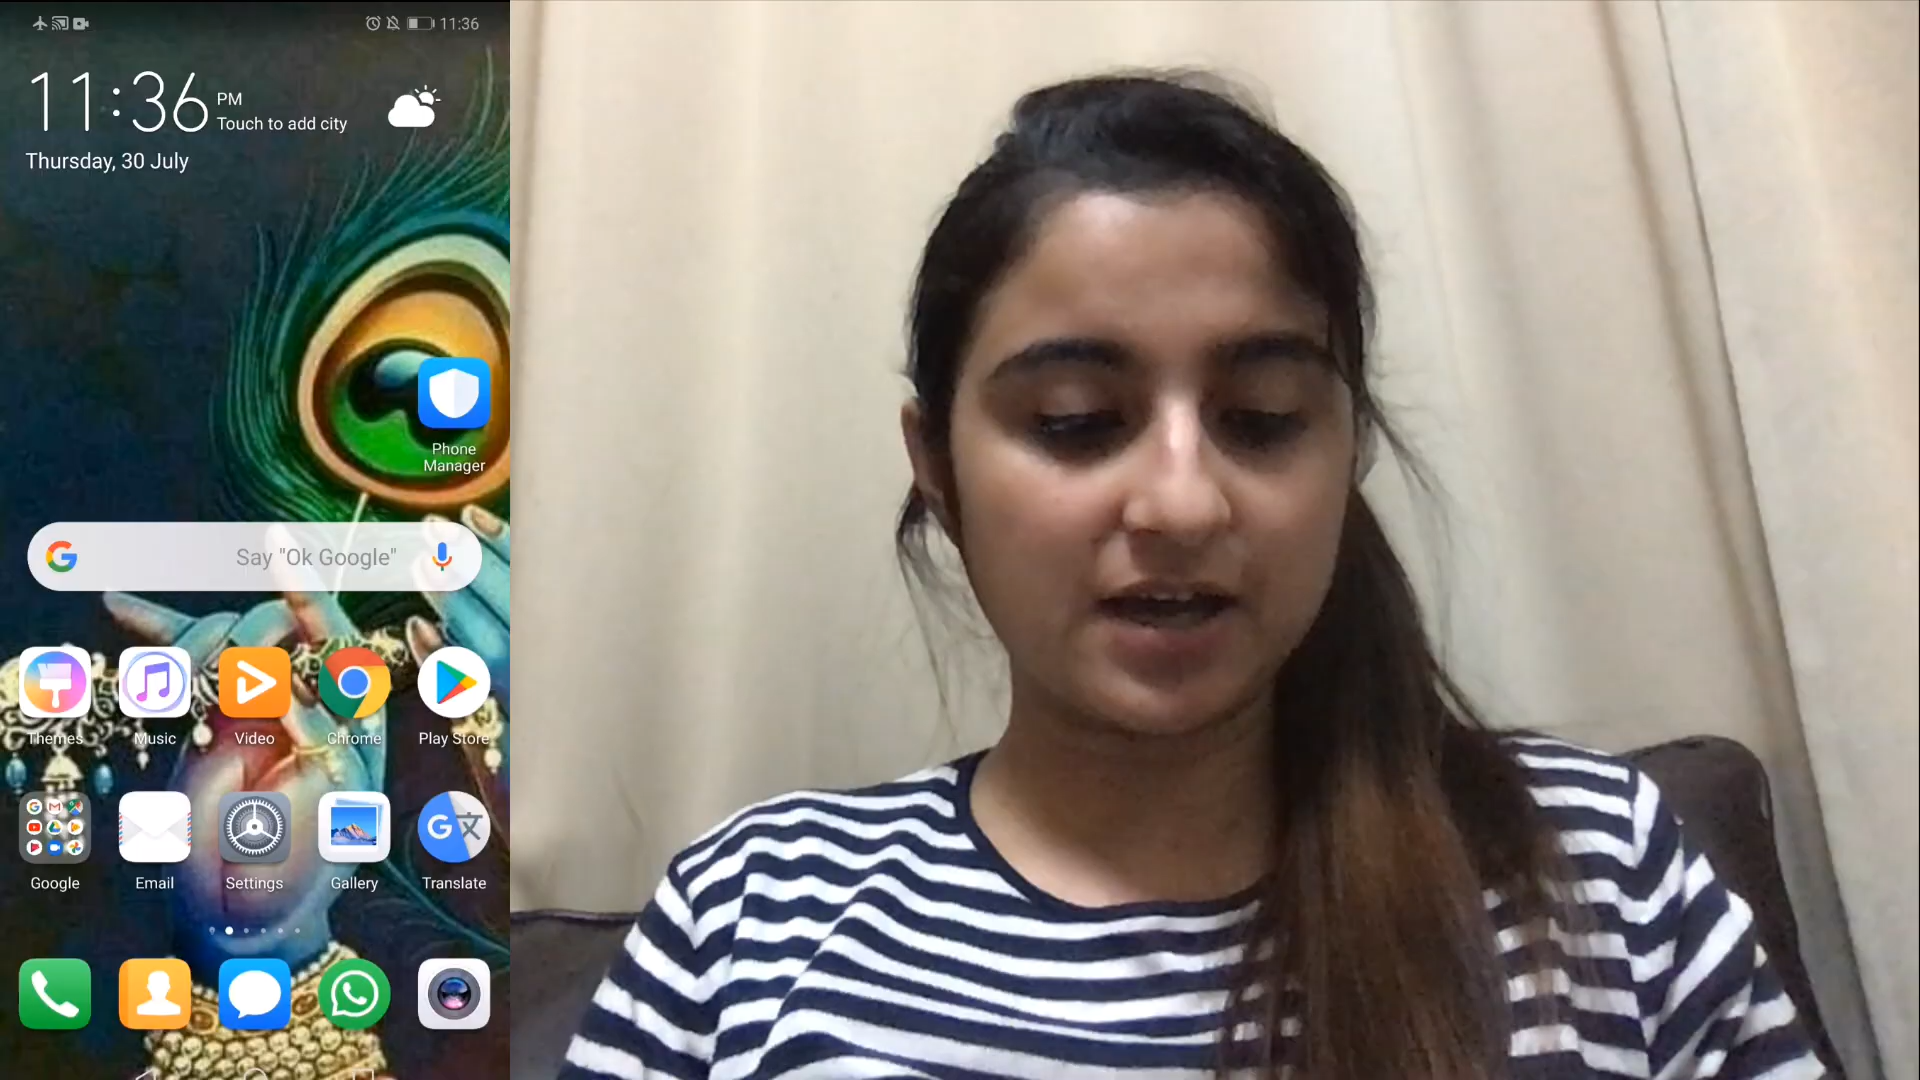 11:36
11:36 PM
Touch to add city
Thursday, 30 July
Phone
Manager
Say "Ok Google"
Themes Music Video Chrome Play Store
Google Email Settings Gallery Translate